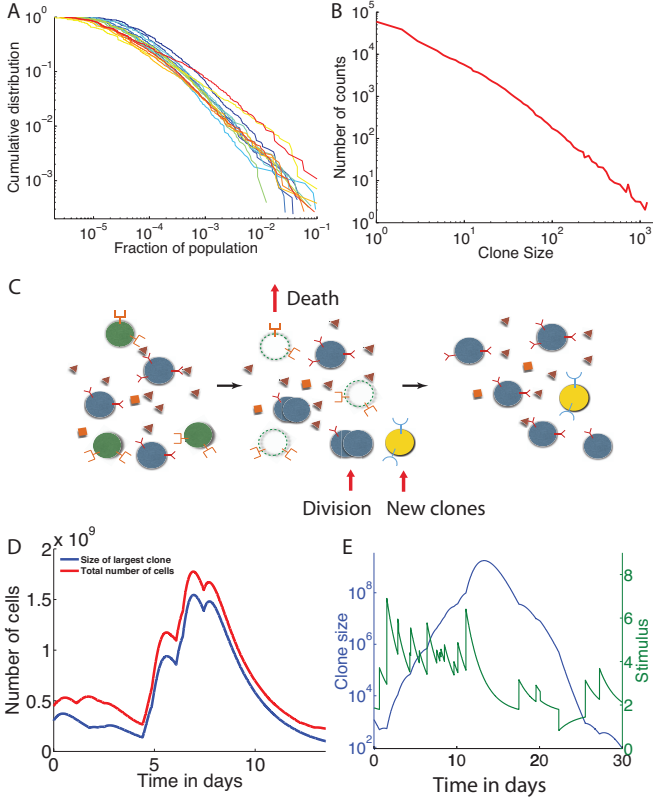 A
Cumulative distribution
10^0
10^-1
10^-2
10^-3
10^-5 10^-4 10^-3 10^-2 10^-1
Fraction of population
B
Number of counts
10^5
10^4
10^3
10^2
10^1
10^0
10^0 10^1 10^2 10^3
Clone Size
C
Death
Division New clones
D
x 10^9
Number of cells
2
1.5
1
0.5
0
Size of largest clone
Total number of cells
0 5 10
Time in days
E
Clone size
10^8
10^6
10^4
10^2
Stimulus
8
6
4
2
0
0 10 20 30
Time in days